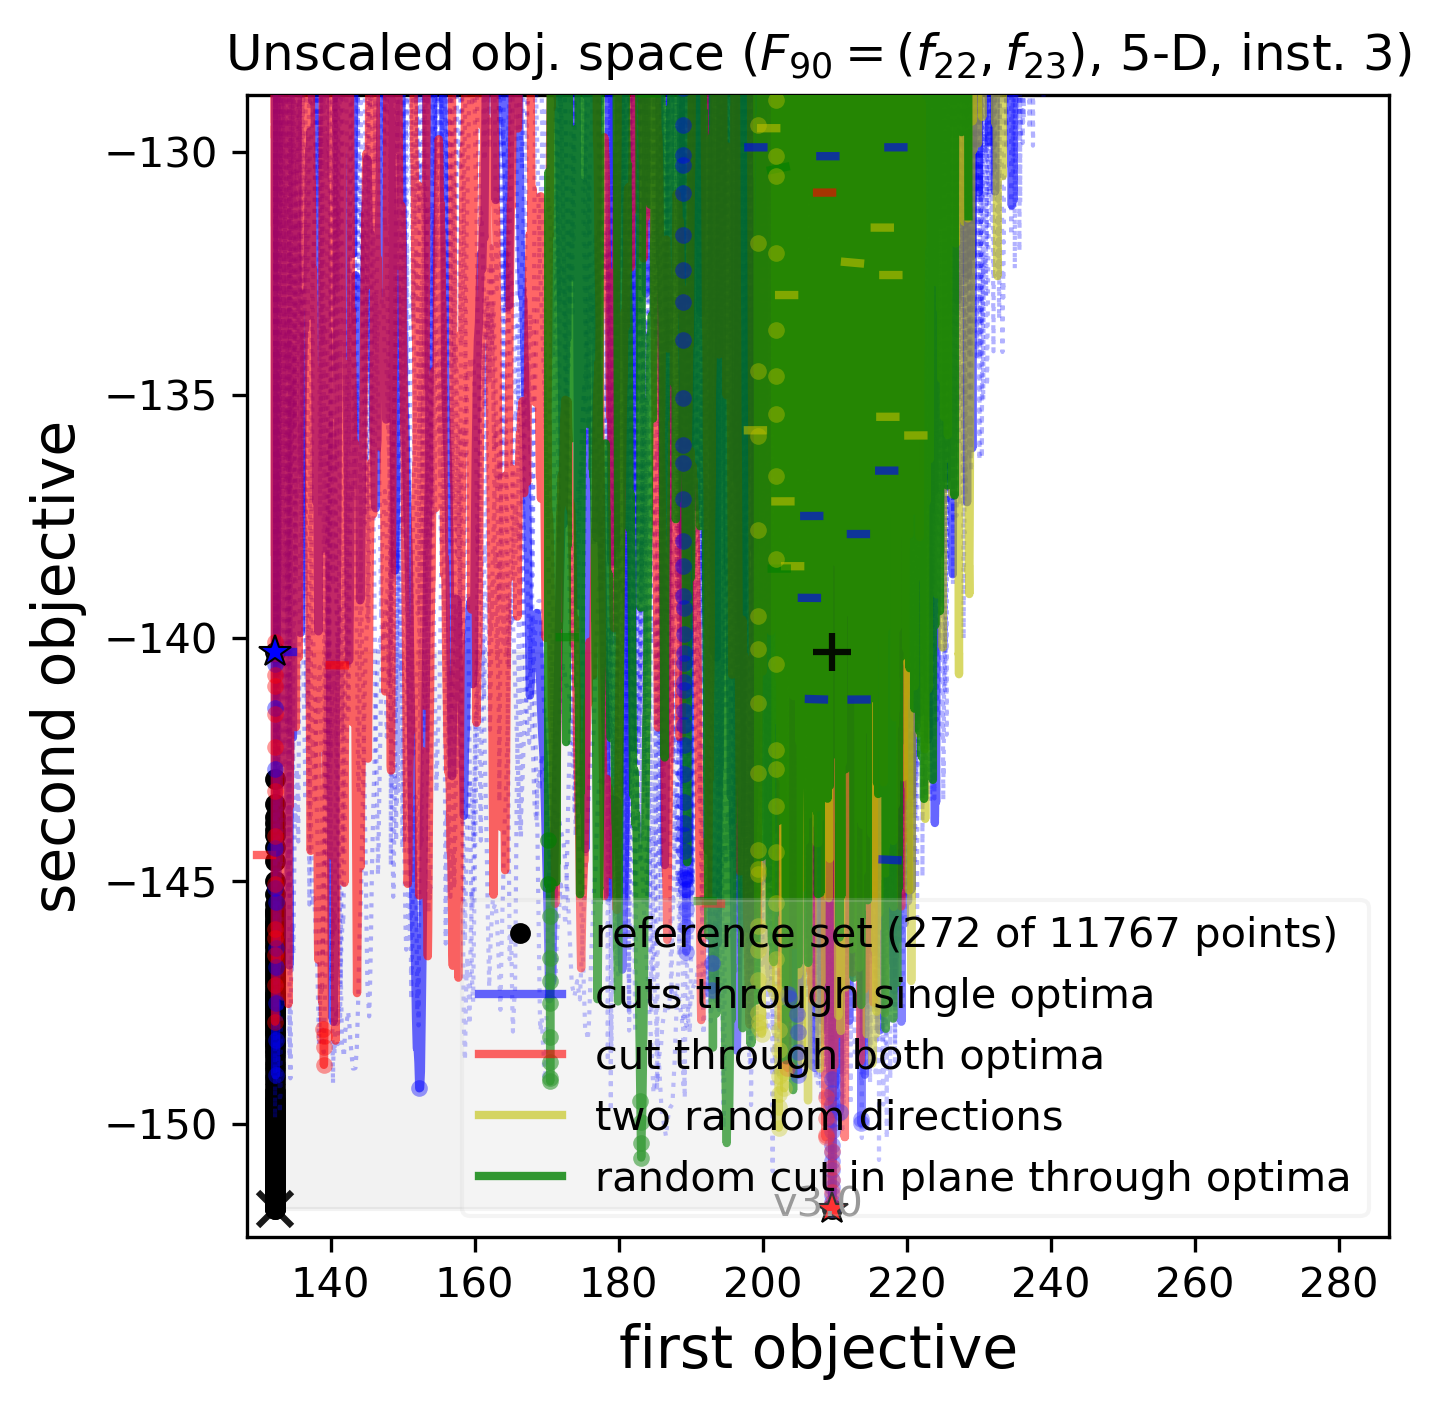 Unscaled obj. space (F90 = (f22, f23), 5-D, inst. 3)
−130
−135
−140
−145
−150
second objective
reference set (272 of 11767 points)
cuts through single optima
cut through both optima
two random directions
random cut in plane through optima
v3.0
140 160 180 200 220 240 260 280
first objective